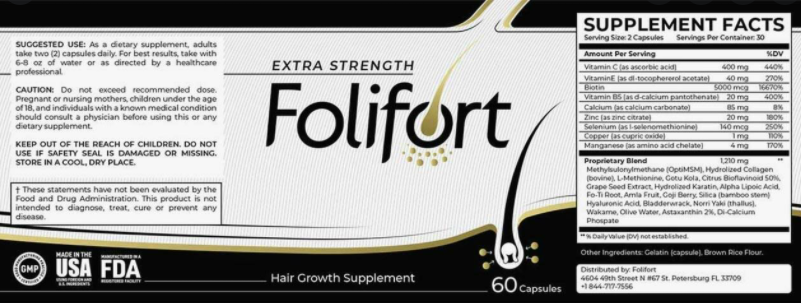 SUGGESTED USE: As a dietary supplement, adults
take two (2) capsules daily. For best results, take with
6-8 oz of water or as directed by a healthcare
professional.
CAUTION: Do not exceed recommended dose.
Pregnant or nursing mothers, children under the age
of 18, and individuals with a known medical condition
should consult a physician before using this or any
dietary supplement.
KEEP OUT OF THE REACH OF CHILDREN. DO NOT
USE IF SAFETY SEAL IS DAMAGED OR MISSING.
STORE IN A COOL, DRY PLACE.
† These statements have not been evaluated by the
Food and Drug Administration. This product is not
intended to diagnose, treat, cure or prevent any
disease.
GMP
MADE IN THE
USA
USING FOREIGN AND
U.S. INGREDIENTS
MANUFACTURED IN A
FDA
REGISTERED FACILITY
EXTRA STRENGTH
Folifort
Hair Growth Supplement
60 Capsules
SUPPLEMENT FACTS
Serving Size: 2 Capsules Servings Per Container: 30
Amount Per Serving %DV
Vitamin C (as ascorbic acid) 400 mg 440%
VitaminE (as dl-tocophererol acetate) 40 mg 270%
Biotin 5000 mcg 16670%
Vitamin B5 (as d-calcium pantothenate) 20 mg 400%
Calcium (as calcium carbonate) 85 mg 8%
Zinc (as zinc citrate) 20 mg 180%
Selenium (as l-selenomethionine) 140 mcg 250%
Copper (as cupric oxide) 1 mg 110%
Manganese (as amino acid chelate) 4 mg 170%
Proprietary Blend 1,210 mg **
Methylsulonylmethane (OptiMSM), Hydrolized Collagen
(bovine), L-Methionine, Gotu Kola, Citrus Bioflavinoid 50%,
Grape Seed Extract, Hydrolized Karatin, Alpha Lipoic Acid,
Fo-Ti Root, Amla Fruit, Goji Berry, Silica (bamboo stem)
Hyaluronic Acid, Bladderwrack, Norri Yaki (thallus),
Wakame, Olive Water, Astaxanthin 2%, Di-Calcium
Phospate
** % Daily Value (DV) not established.
Other Ingredients: Gelatin (capsule), Brown Rice Flour.
Distributed by: Folifort
4604 49th Street N #67 St. Petersburg FL 33709
+1 844-717-7556